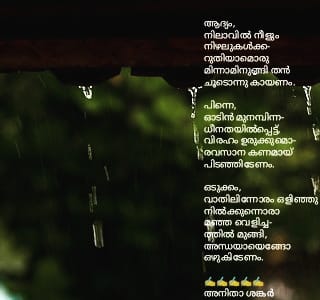 ആദ്യം,
നിലാവിൽ നീളും
നിഴലുകൾക്ക-
റുതിയാമൊരു
മിന്നാമിനുങ്ങി തൻ
ചൂടൊന്നു കായണം.
പിന്നെ,
ഓടിൻ മുനമ്പിന്ന-
ധീനതയിൽപ്പെട്ട്
വിരഹം ഉരുക്കുമൊ-
രവസാന കണമായ്
പിടഞ്ഞിടേണം.
ഒടുക്കം,
വാതിലിന്നോരം ഒളിഞ്ഞു
നിൽക്കുന്നൊരാ
മഞ്ഞ വെളിച്ച-
ത്തിൽ മുങ്ങി,
അന്ധയായെങ്ങോ
ഒഴുകിടേണം.
✍✍✍✍✍
അനിതാ ശങ്കർ